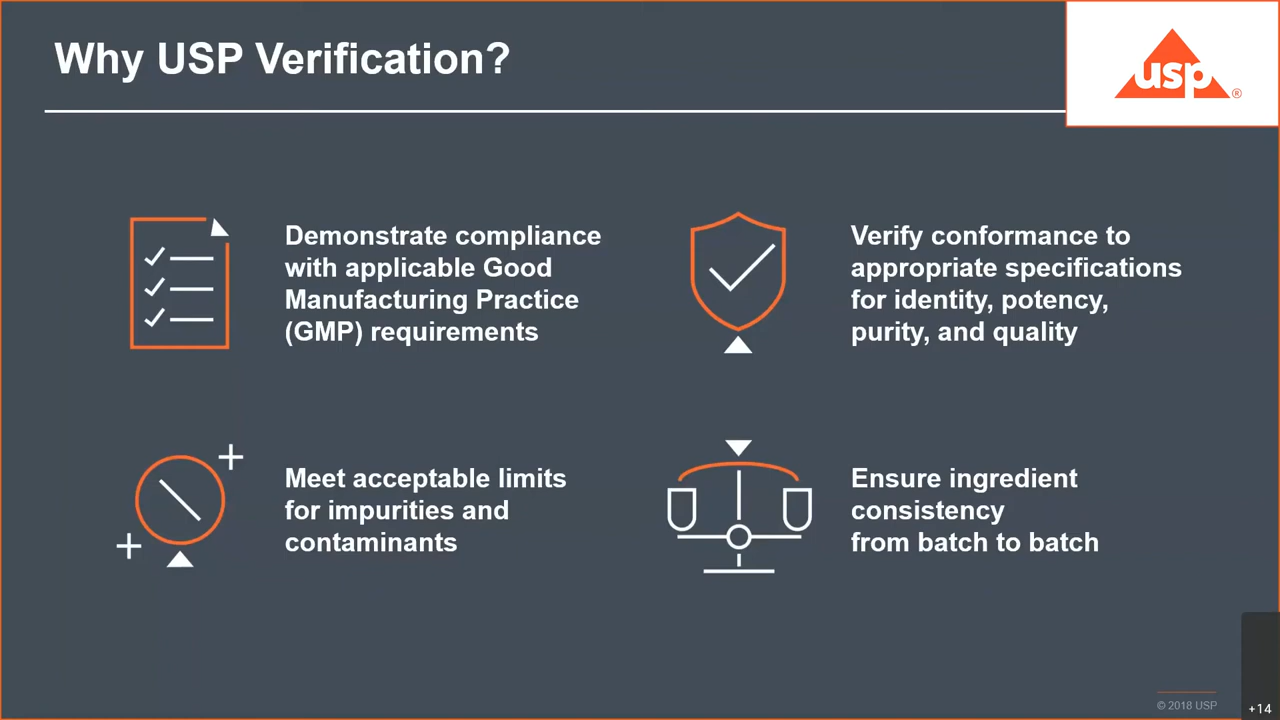 Why USP Verification?
usp®
Demonstrate compliance
with applicable Good
Manufacturing Practice
(GMP) requirements
Verify conformance to
appropriate specifications
for identity, potency,
purity, and quality
Meet acceptable limits
for impurities and
contaminants
Ensure ingredient
consistency
from batch to batch
© 2018 USP
+14